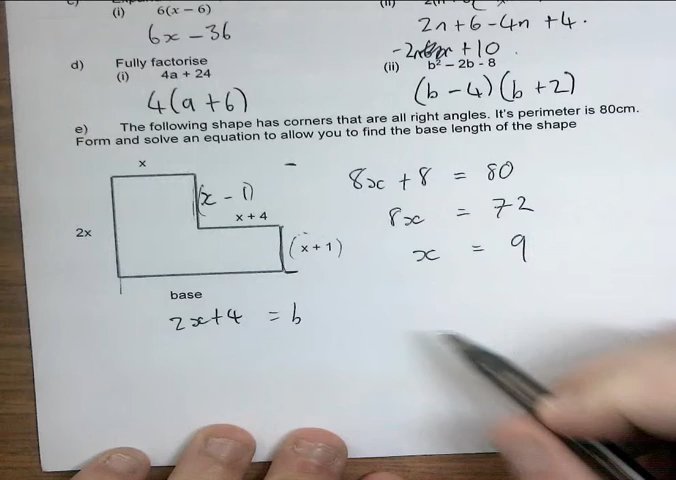 (i) 6(x – 6)
6x - 36
2n + 6 - 4n + 4.
+ 10
d) Fully factorise
(i) 4a + 24
4(a + 6)
(ii) b² – 2b - 8
(b - 4)(b + 2)
e) The following shape has corners that are all right angles. It's perimeter is 80cm.
Form and solve an equation to allow you to find the base length of the shape
x
(x - 1)
x + 4
2x
(x + 1)
base
2x+4 = b
8x + 8 = 80
8x = 72
x = 9